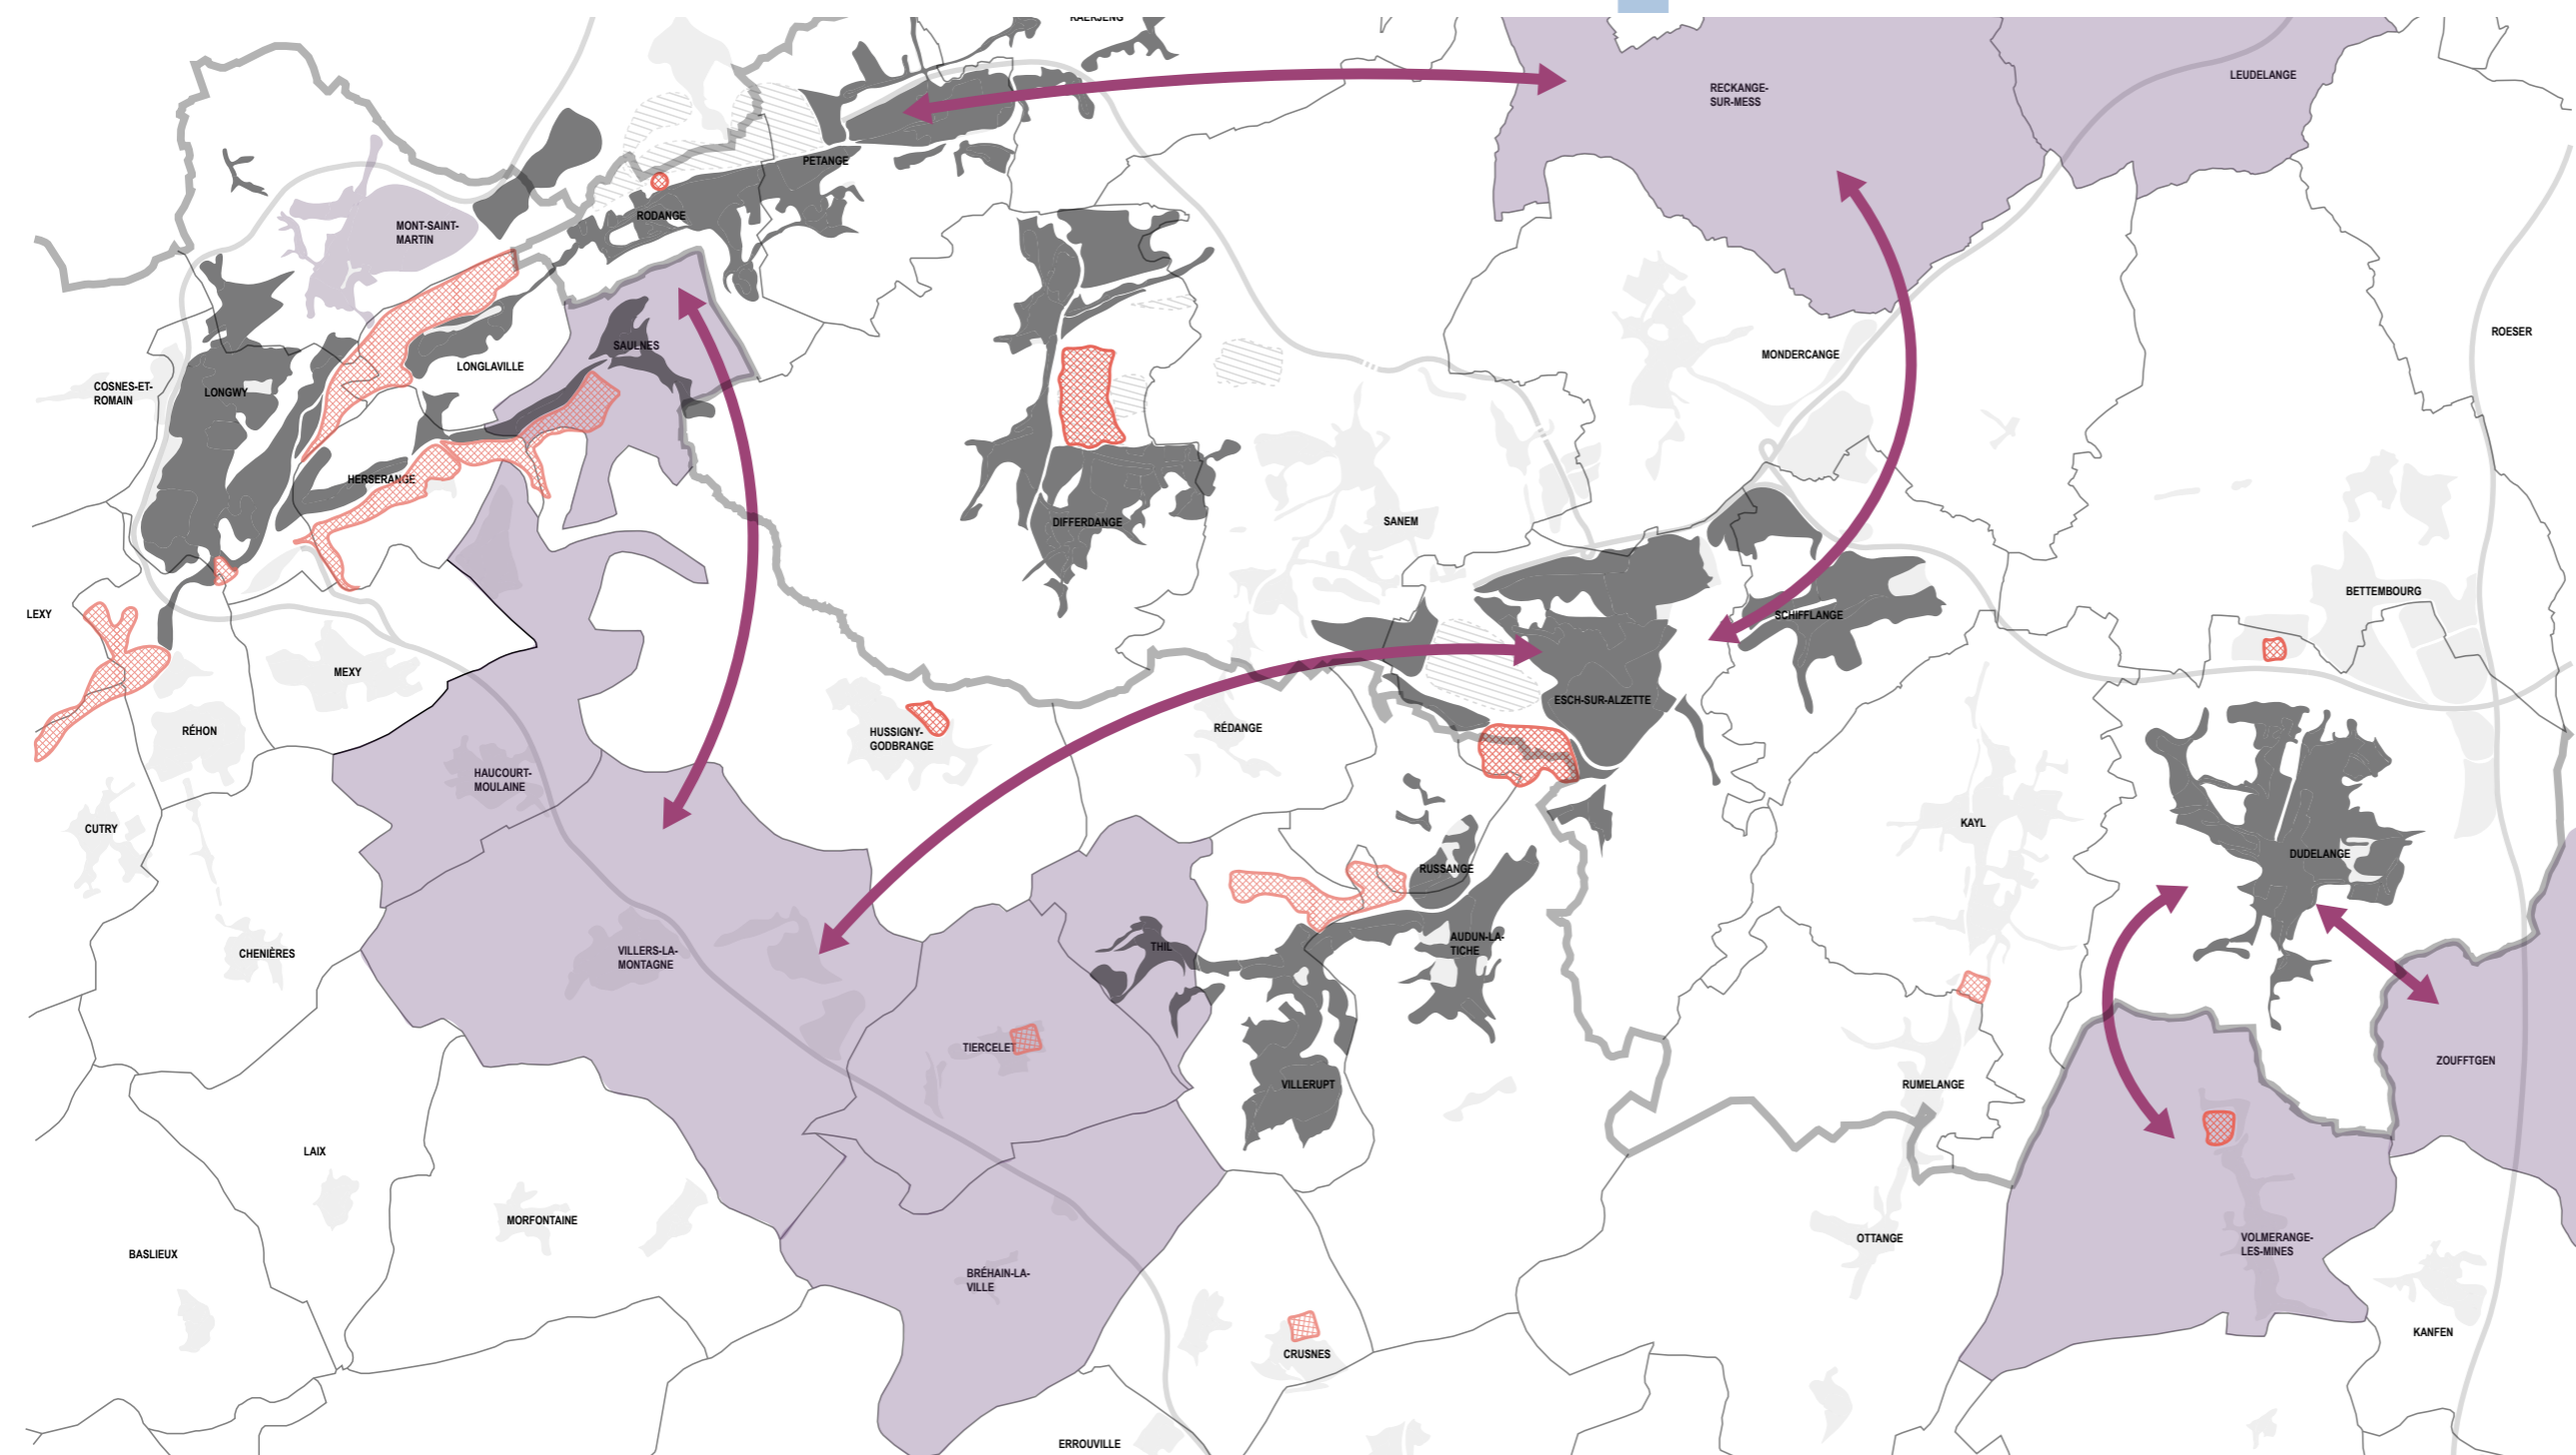 KAERJENG
LEUDELANGE
RECKANGE-
SUR-MESS
PETANGE
RODANGE
MONT-SAINT-
MARTIN
ROESER
SAULNES
MONDERCANGE
LONGLAVILLE
COSNES-ET-
ROMAIN
LONGWY
HERSERANGE
DIFFERDANGE
SANEM
BETTEMBOURG
LEXY
SCHIFFLANGE
MEXY
ESCH-SUR-ALZETTE
RÉDANGE
RÉHON
HUSSIGNY-
GODBRANGE
HAUCOURT-
MOULAINE
KAYL
CUTRY
DUDELANGE
RUSSANGE
AUDUN-LA-
TICHE
THIL
VILLERS-LA-
MONTAGNE
CHENIÈRES
TIERCELET
ZOUFFTGEN
VILLERUPT
RUMELANGE
LAIX
MORFONTAINE
OTTANGE
VOLMERANGE-
LES-MINES
BASLIEUX
BRÉHAIN-LA-
VILLE
KANFEN
CRUSNES
ERROUVILLE